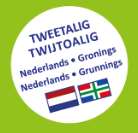 TWEETALIG
TWIJTOALIG
Nederlands • Gronings
Nederlands • Grunnings